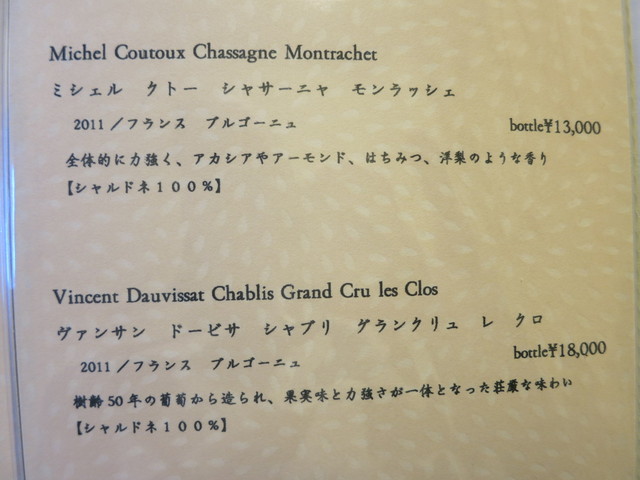 Michel Coutoux Chassagne Montrachet
ミシェル クトー シャサーニャ モンラッシェ
2011／フランス ブルゴーニュ
bottle¥13,000
全体的に力強く、アカシアやアーモンド、はちみつ、洋梨のような香り
【シャルドネ１００％】
Vincent Dauvissat Chablis Grand Cru les Clos
ヴァンサン ドービサ シャブリ グランクリュ レ クロ
2011／フランス ブルゴーニュ
bottle¥18,000
樹齢50年の葡萄から造られ、果実味と力強さが一体となった荘厳な味わい
【シャルドネ１００％】